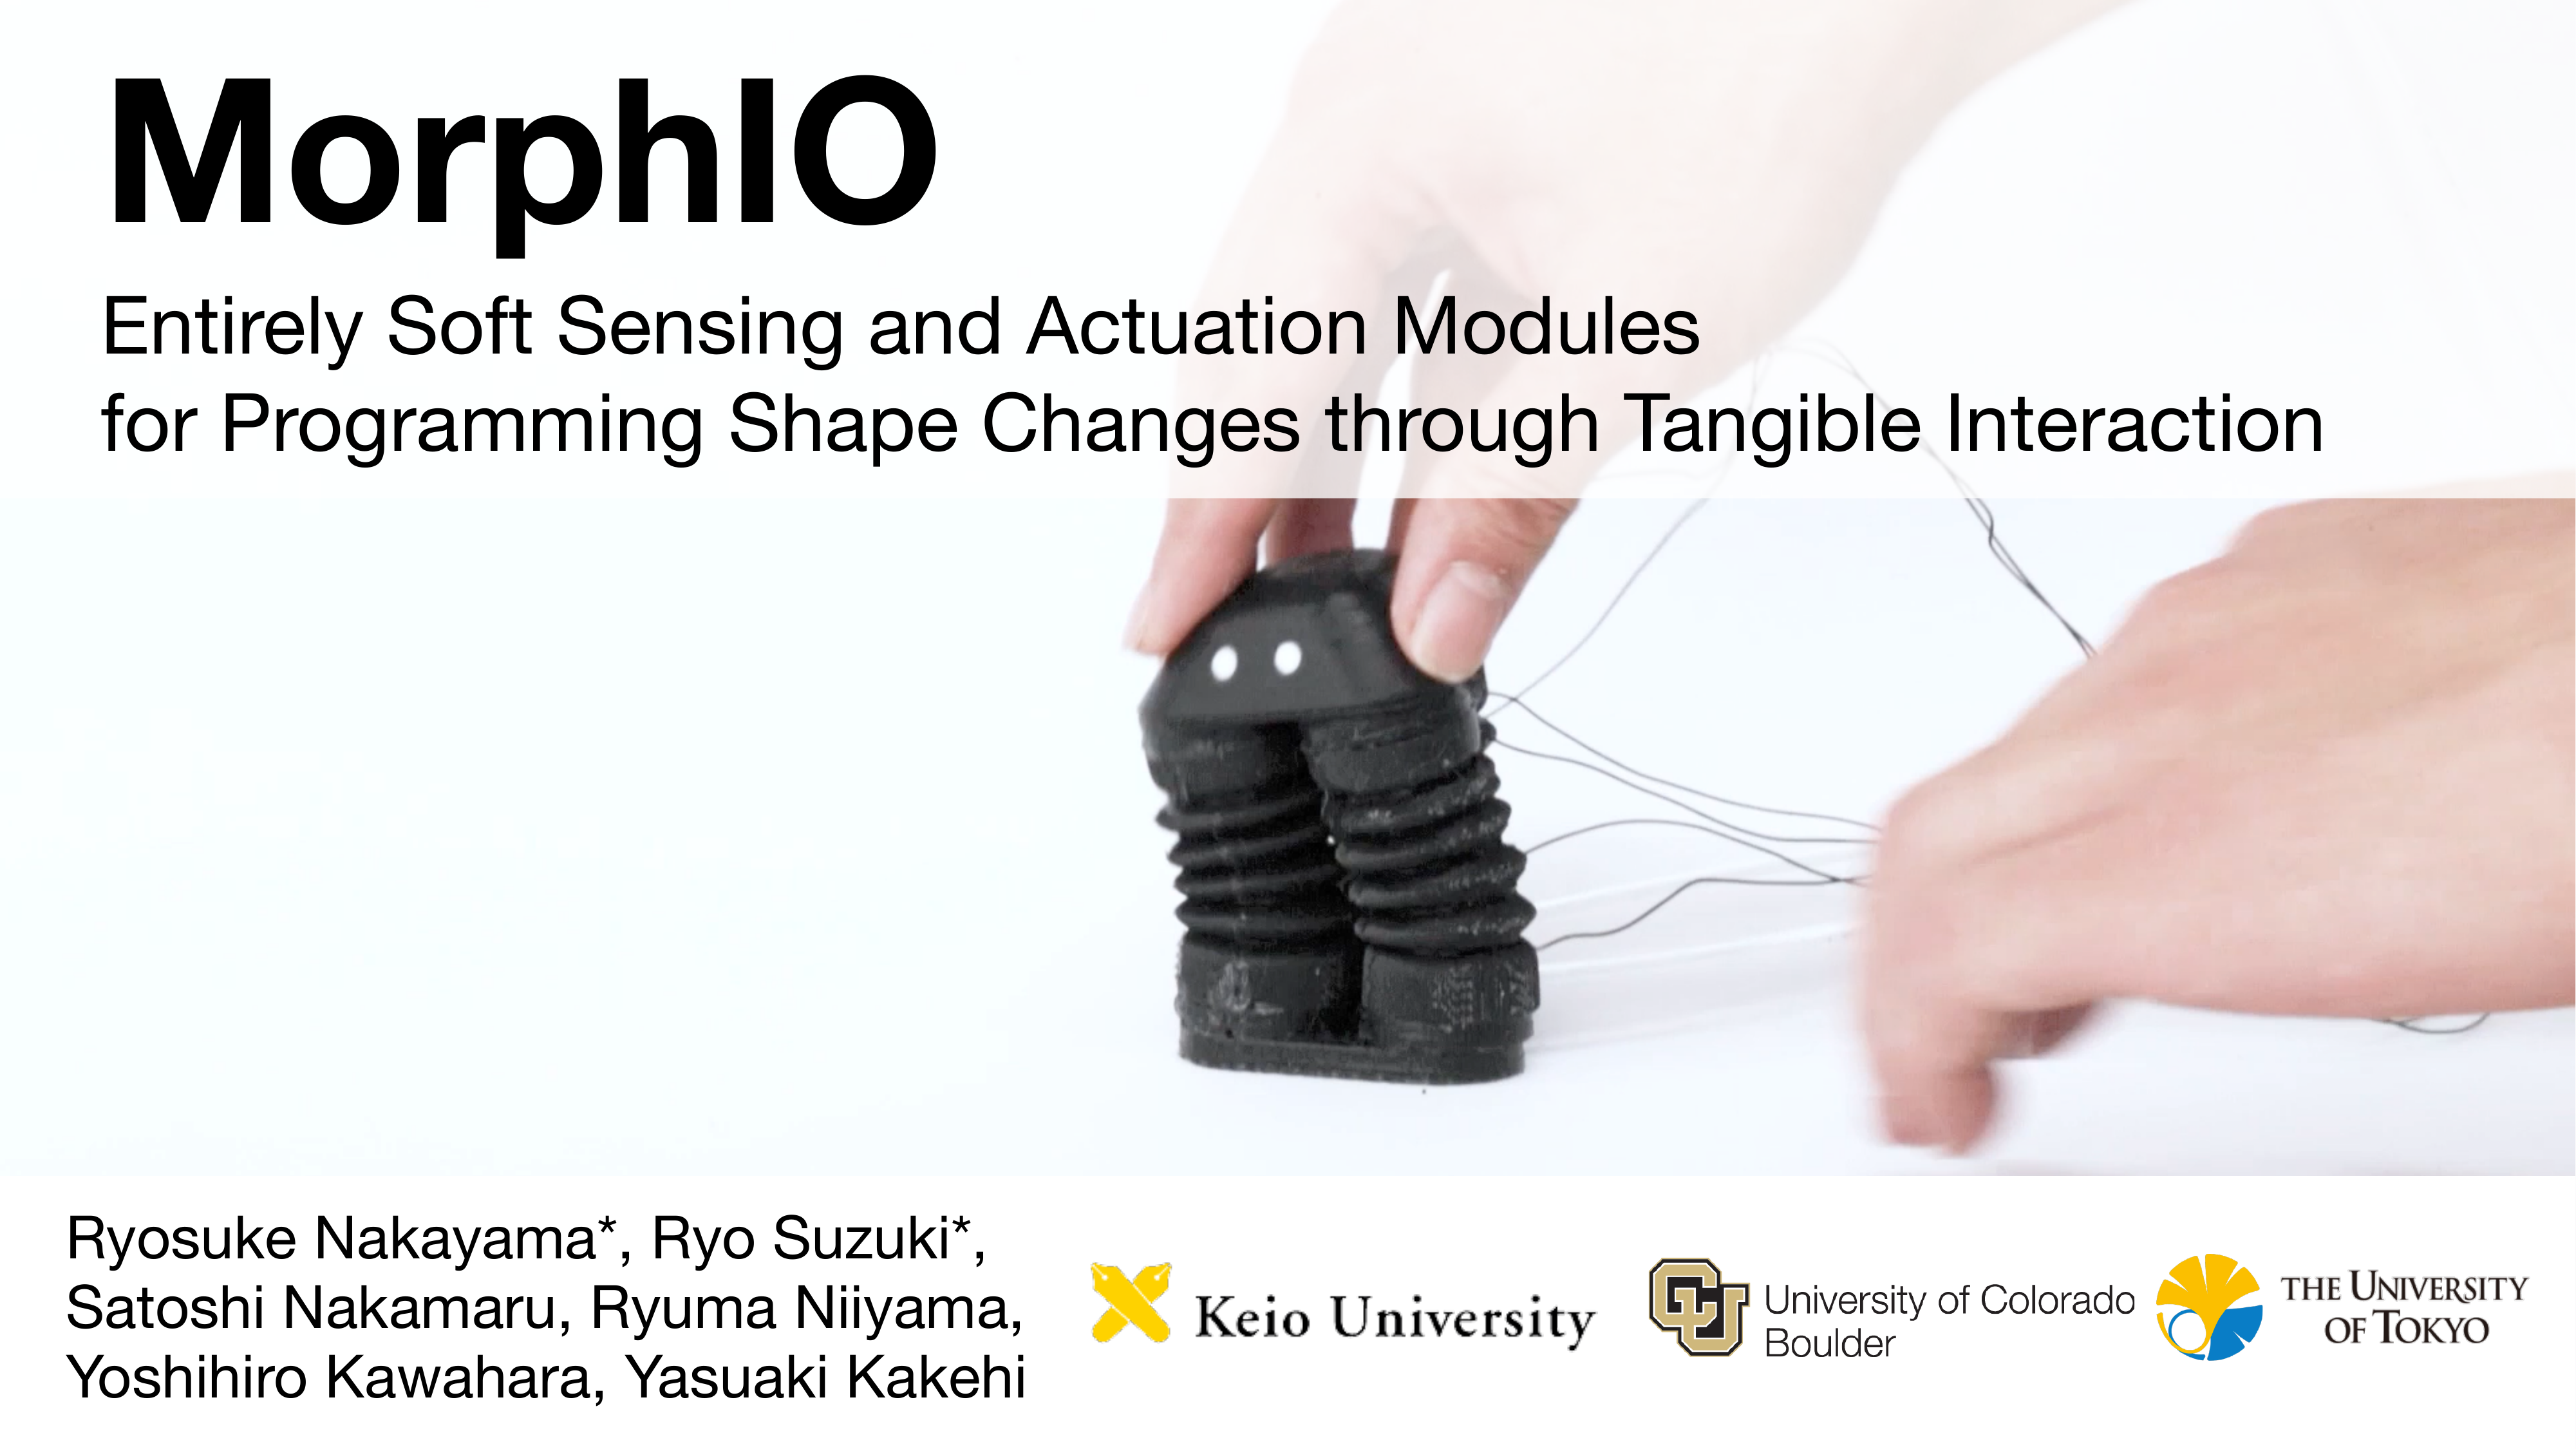 MorphIO
Entirely Soft Sensing and Actuation Modules
for Programming Shape Changes through Tangible Interaction
Ryosuke Nakayama*, Ryo Suzuki*,
Satoshi Nakamaru, Ryuma Niiyama,
Yoshihiro Kawahara, Yasuaki Kakehi
Keio University
CU
University of Colorado
Boulder
THE UNIVERSITY
OF TOKYO